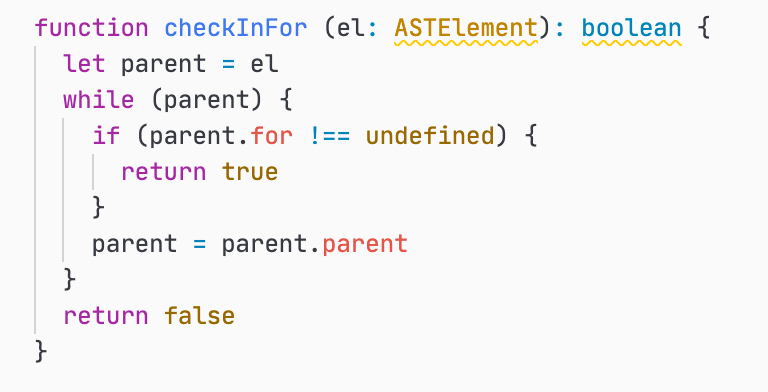 function checkInFor (el: ASTElement): boolean {
  let parent = el
  while (parent) {
    if (parent.for !== undefined) {
      return true
    }
    parent = parent.parent
  }
  return false
}